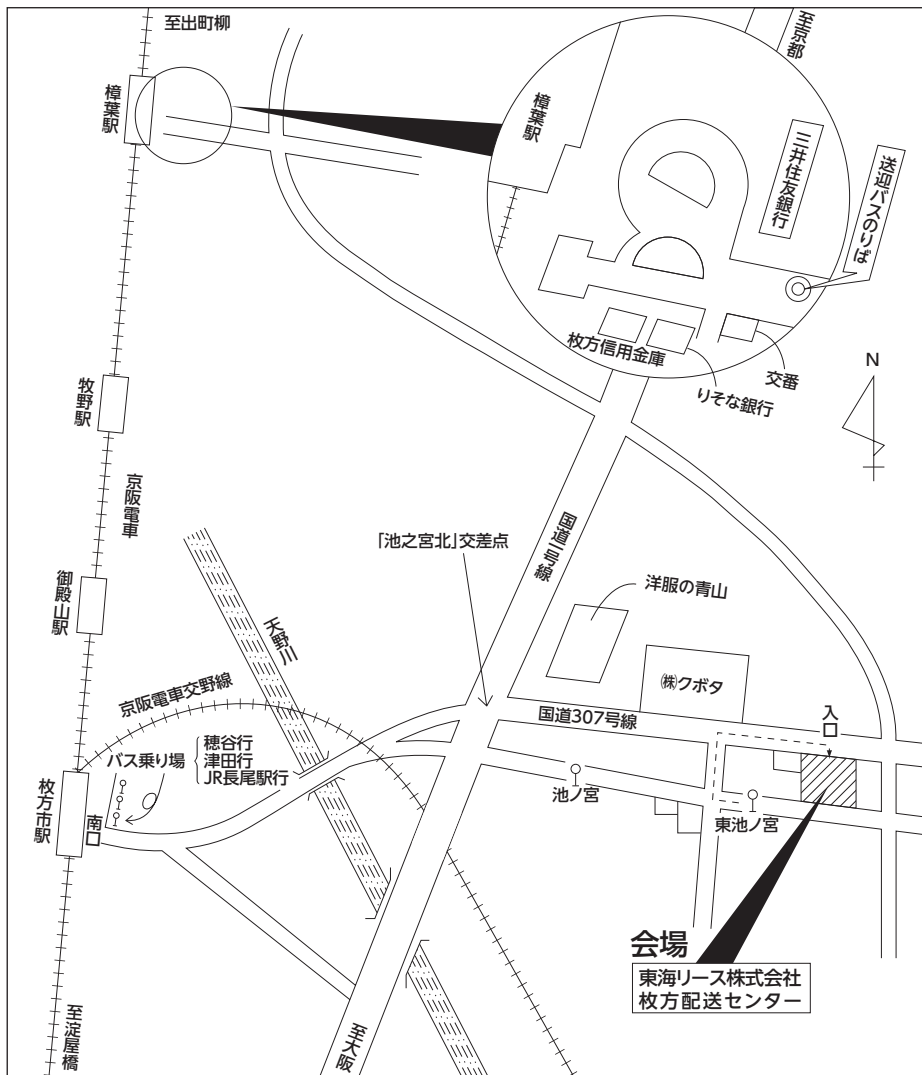 至出町柳
樟葉駅
樟葉駅
至京都
三井住友銀行
送迎バスのりば
枚方信用金庫
りそな銀行
交番
N
牧野駅
京阪電車
御殿山駅
「池之宮北」交差点
国道一号線
洋服の青山
天野川
㈱クボタ
京阪電車交野線
国道307号線
入口
バス乗り場
穂谷行
津田行
JR長尾駅行
枚方市駅
南口
池ノ宮
東池ノ宮
会場
東海リース株式会社
枚方配送センター
至淀屋橋
至大阪